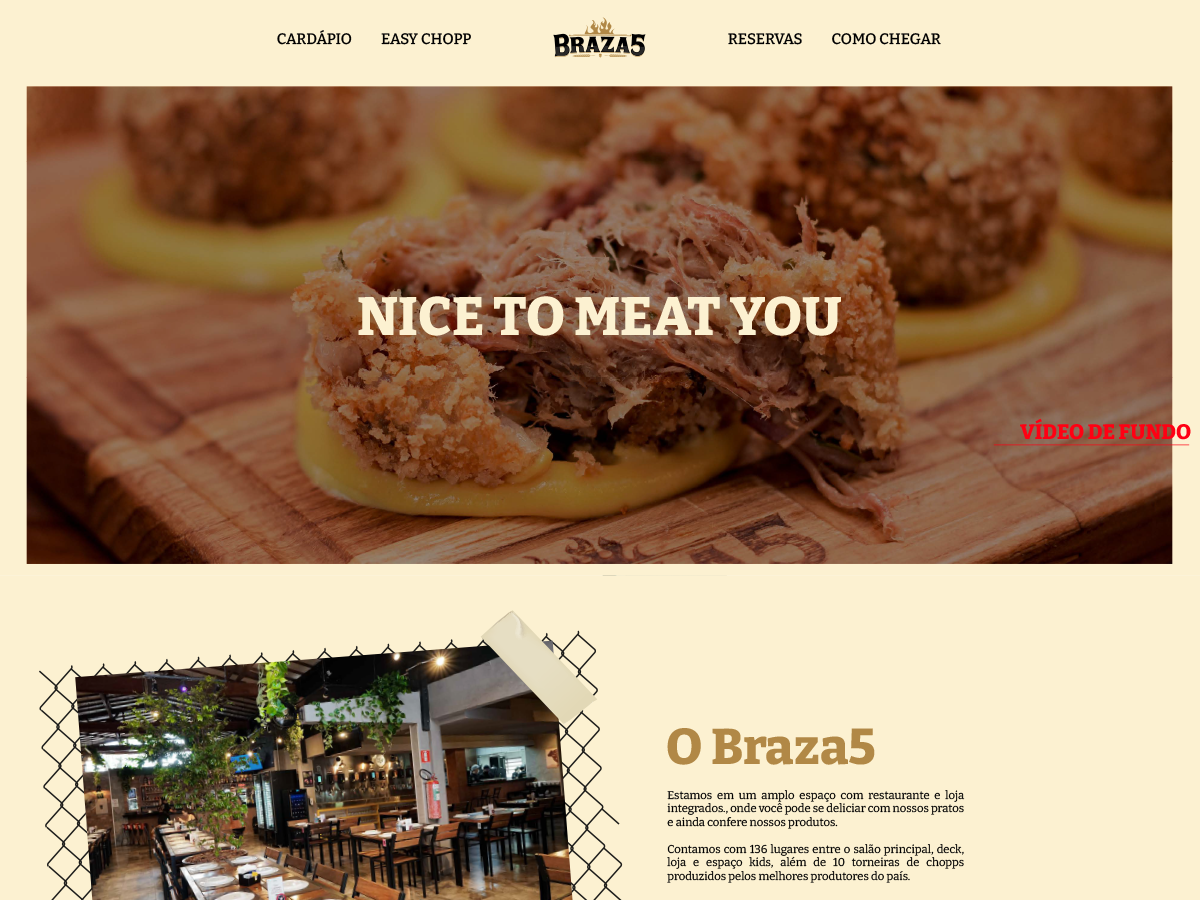 CARDÁPIO EASY CHOPP BRAZA5 RESERVAS COMO CHEGAR
NICE TO MEAT YOU
VÍDEO DE FUNDO
5
O Braza5
Estamos em um amplo espaço com restaurante e loja
integrados., onde você pode se deliciar com nossos pratos
e ainda confere nossos produtos.
Contamos com 136 lugares entre o salão principal, deck,
loja e espaço kids, além de 10 torneiras de chopps
produzidos pelos melhores produtores do país.